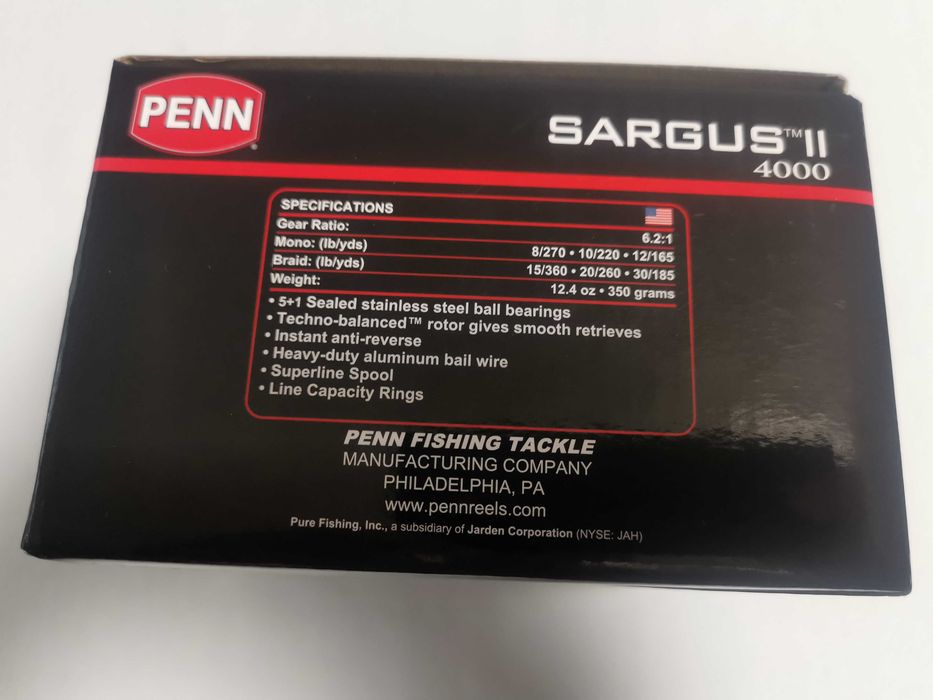 PENN
SARGUS™ II
4000
SPECIFICATIONS
Gear Ratio: 6.2:1
Mono: (lb/yds) 8/270 • 10/220 • 12/165
Braid: (lb/yds) 15/360 • 20/260 • 30/185
Weight: 12.4 oz • 350 grams
• 5+1 Sealed stainless steel ball bearings
• Techno-balanced™ rotor gives smooth retrieves
• Instant anti-reverse
• Heavy-duty aluminum bail wire
• Superline Spool
• Line Capacity Rings
PENN FISHING TACKLE
MANUFACTURING COMPANY
PHILADELPHIA, PA
www.pennreels.com
Pure Fishing, Inc., a subsidiary of Jarden Corporation (NYSE: JAH)